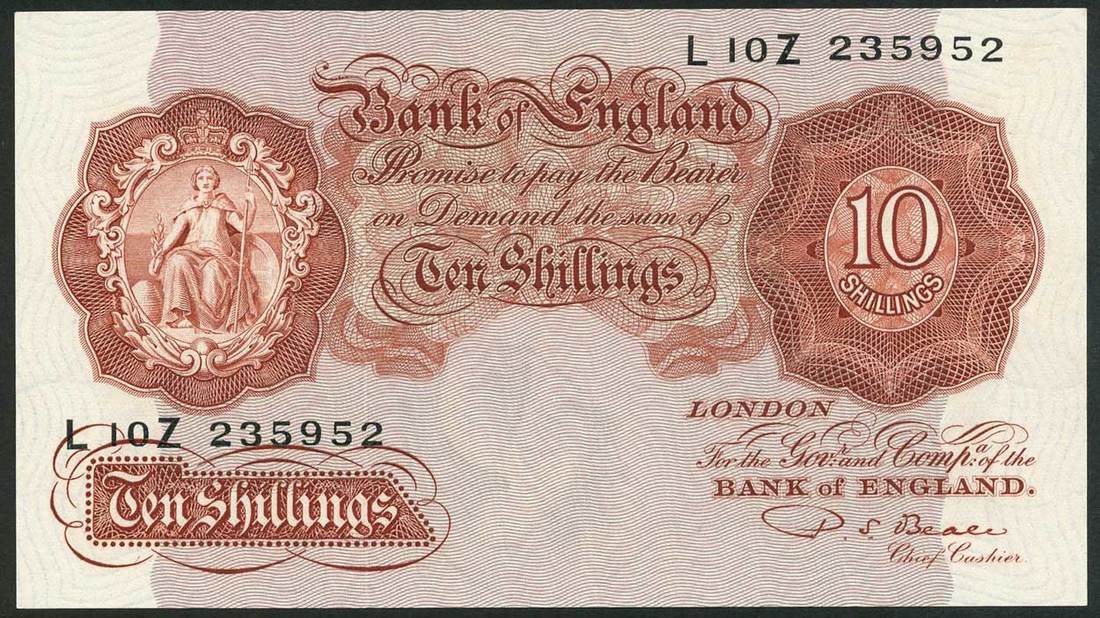 L 10Z 235952
Bank of England
Promise to pay the Bearer
on Demand the sum of
Ten Shillings
10
SHILLINGS
L 10Z 235952
Ten Shillings
LONDON
For the Govr. and Compa. of the
BANK of ENGLAND.
P. S. Beale
Chief Cashier.